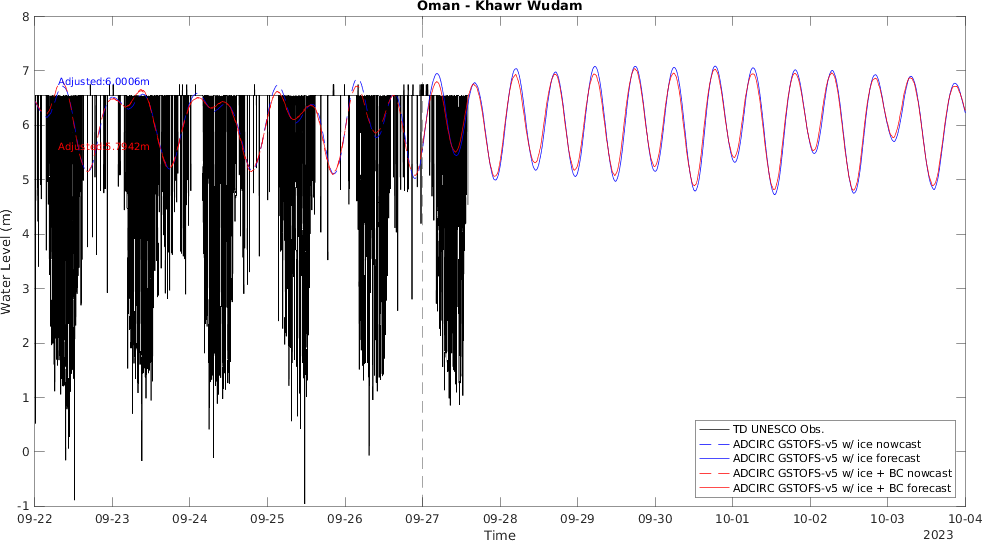 Oman - Khawr Wudam
8
7
6
5
4
3
2
1
0
-1
Water Level (m)
Adjusted:6.0006m
Adjusted:5.7942m
09-22 09-23 09-24 09-25 09-26 09-27 09-28 09-29 09-30 10-01 10-02 10-03 10-04
Time
2023
TD UNESCO Obs.
ADCIRC GSTOFS-v5 w/ ice nowcast
ADCIRC GSTOFS-v5 w/ ice forecast
ADCIRC GSTOFS-v5 w/ ice + BC nowcast
ADCIRC GSTOFS-v5 w/ ice + BC forecast